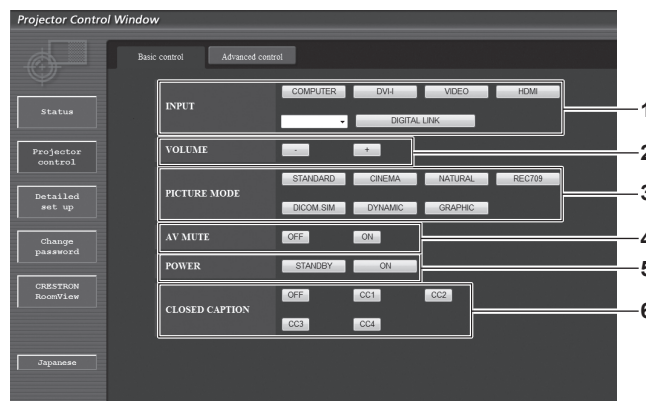 Projector Control Window
Basic control
Advanced control
Status
Projector
control
Detailed
set up
Change
password
CRESTRON
RoomView
Japanese
INPUT
COMPUTER
DVI-I
VIDEO
HDMI
DIGITAL LINK
1
VOLUME
-
+
2
PICTURE MODE
STANDARD
CINEMA
NATURAL
REC709
DICOM.SIM
DYNAMIC
GRAPHIC
3
AV MUTE
OFF
ON
4
POWER
STANDBY
ON
5
CLOSED CAPTION
OFF
CC1
CC2
CC3
CC4
6